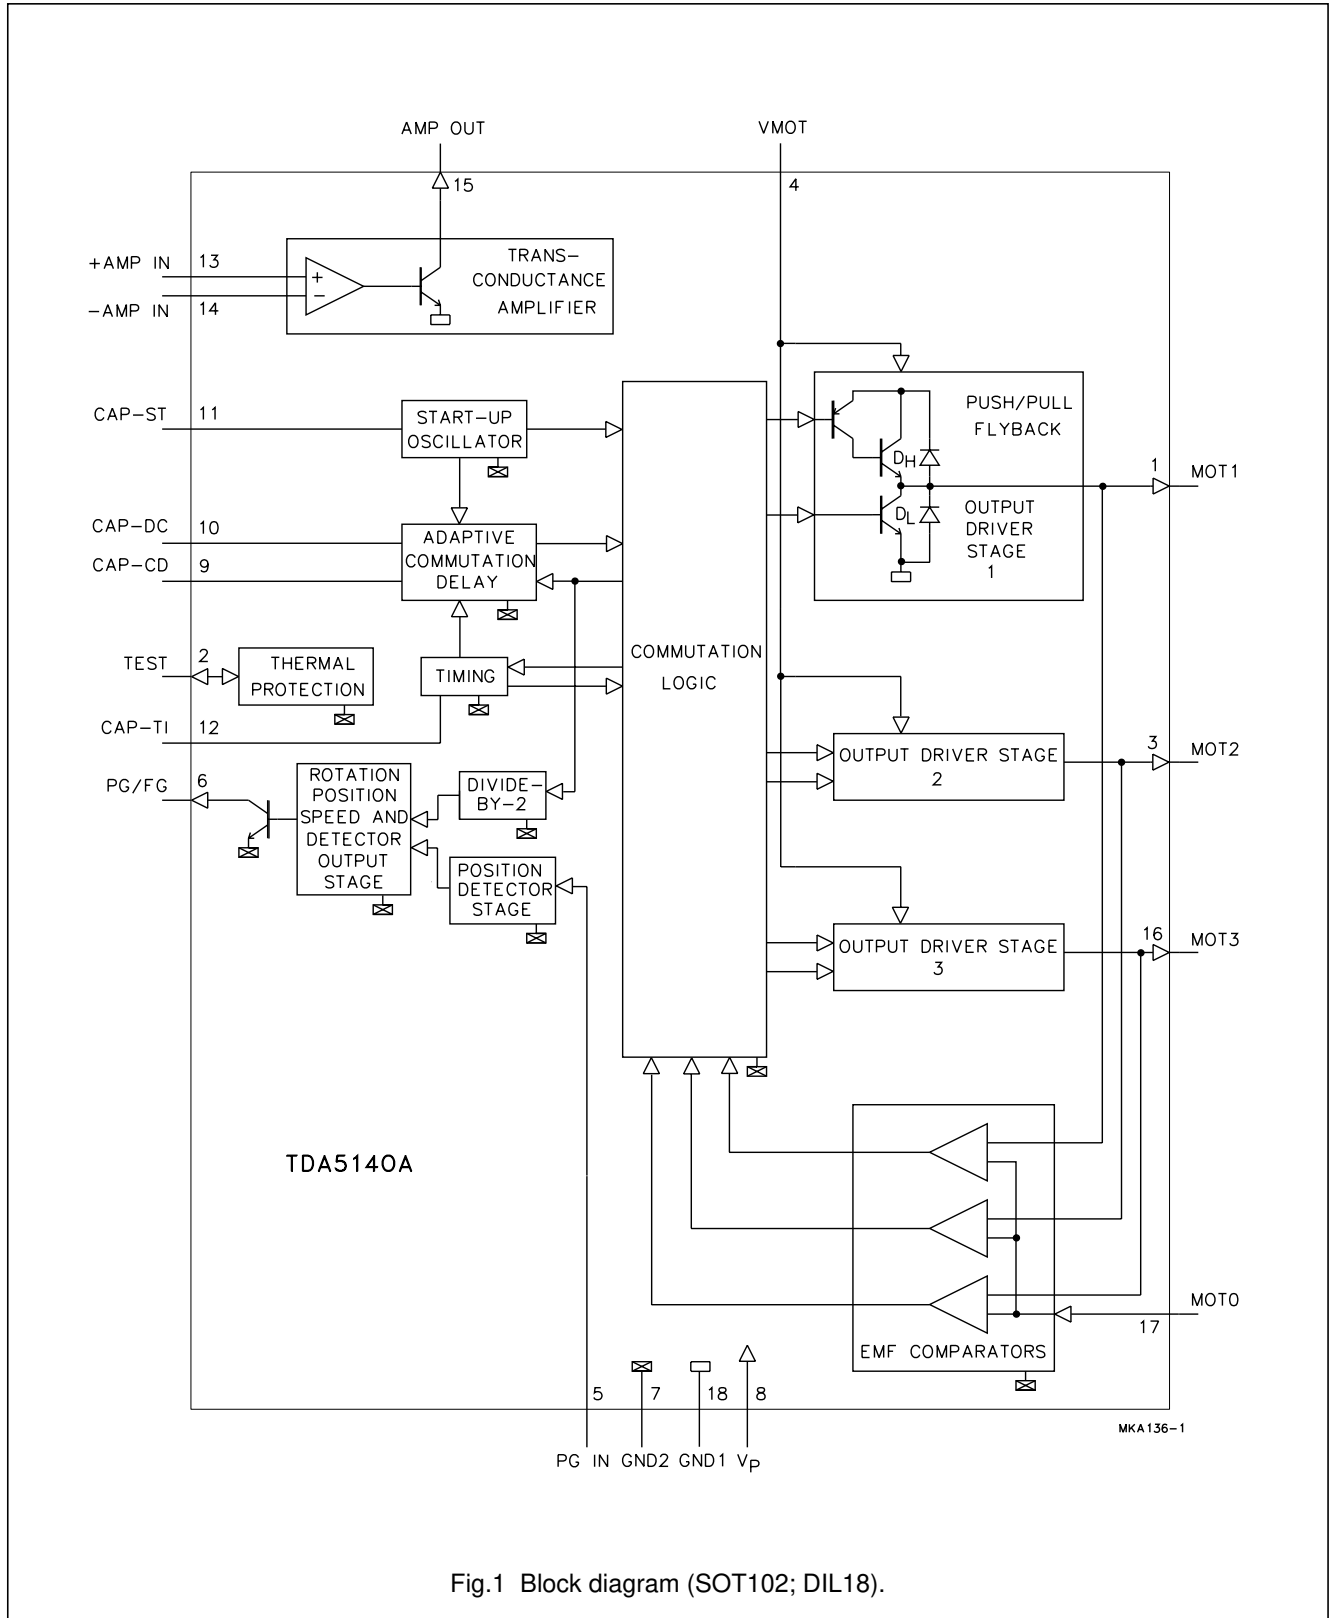 AMP OUT
VMOT
15
4
+AMP IN
13
-AMP IN
14
+
-
TRANS-
CONDUCTANCE
AMPLIFIER
CAP-ST
11
START-UP
OSCILLATOR
PUSH/PULL
FLYBACK
DH
1
MOT1
CAP-DC
10
ADAPTIVE
COMMUTATION
DELAY
CAP-CD
9
DL
OUTPUT
DRIVER
STAGE
1
COMMUTATION
LOGIC
TEST
2
THERMAL
PROTECTION
TIMING
CAP-TI
12
OUTPUT DRIVER STAGE
2
3
MOT2
PG/FG
6
ROTATION
POSITION
SPEED AND
DETECTOR
OUTPUT
STAGE
DIVIDE-
BY-2
POSITION
DETECTOR
STAGE
OUTPUT DRIVER STAGE
3
16
MOT3
TDA5140A
MOT0
17
EMF COMPARATORS
5
7
18
8
MKA136-1
PG IN
GND2
GND1
VP
Fig.1 Block diagram (SOT102; DIL18).